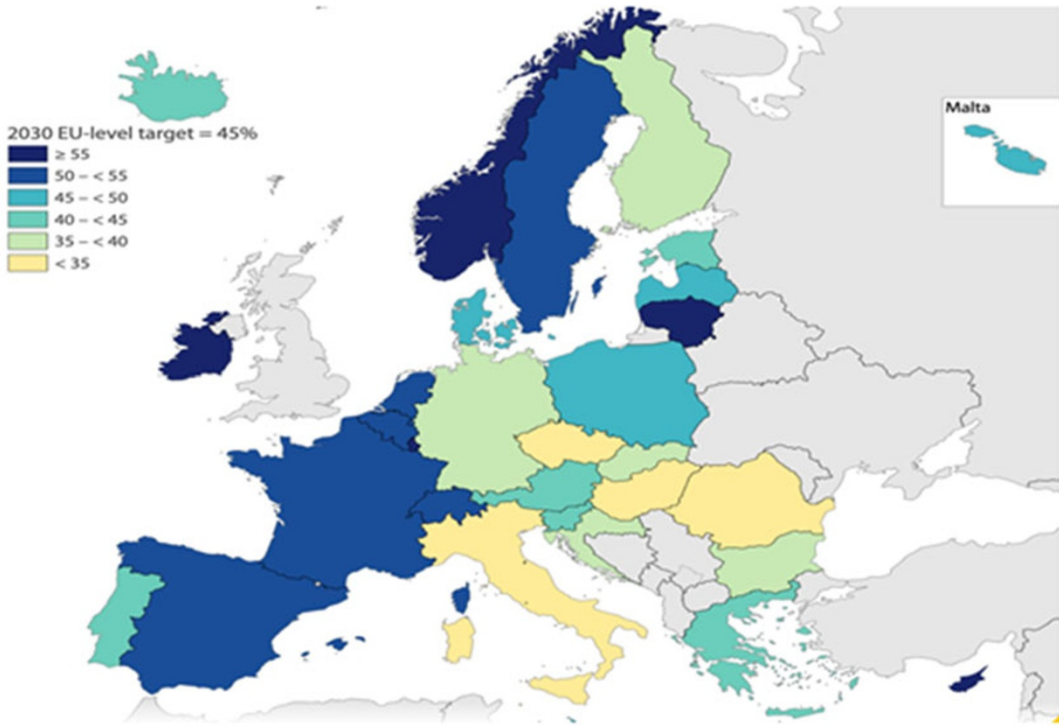 Malta
2030 EU-level target = 45%
≥ 55
50 – < 55
45 – < 50
40 – < 45
35 – < 40
< 35